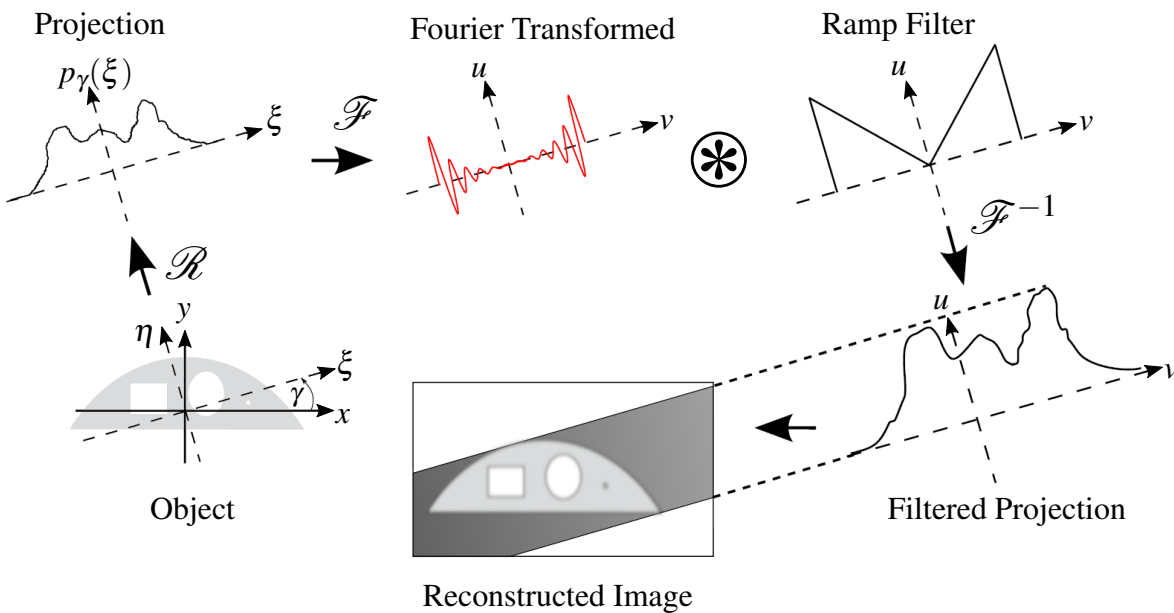 Projection
Fourier Transformed
Ramp Filter
pγ(ξ)
ξ
ℱ
u
v
⊛
u
v
ℱ⁻¹
ℛ
y
η
ξ
γ
x
Object
u
v
Filtered Projection
Reconstructed Image